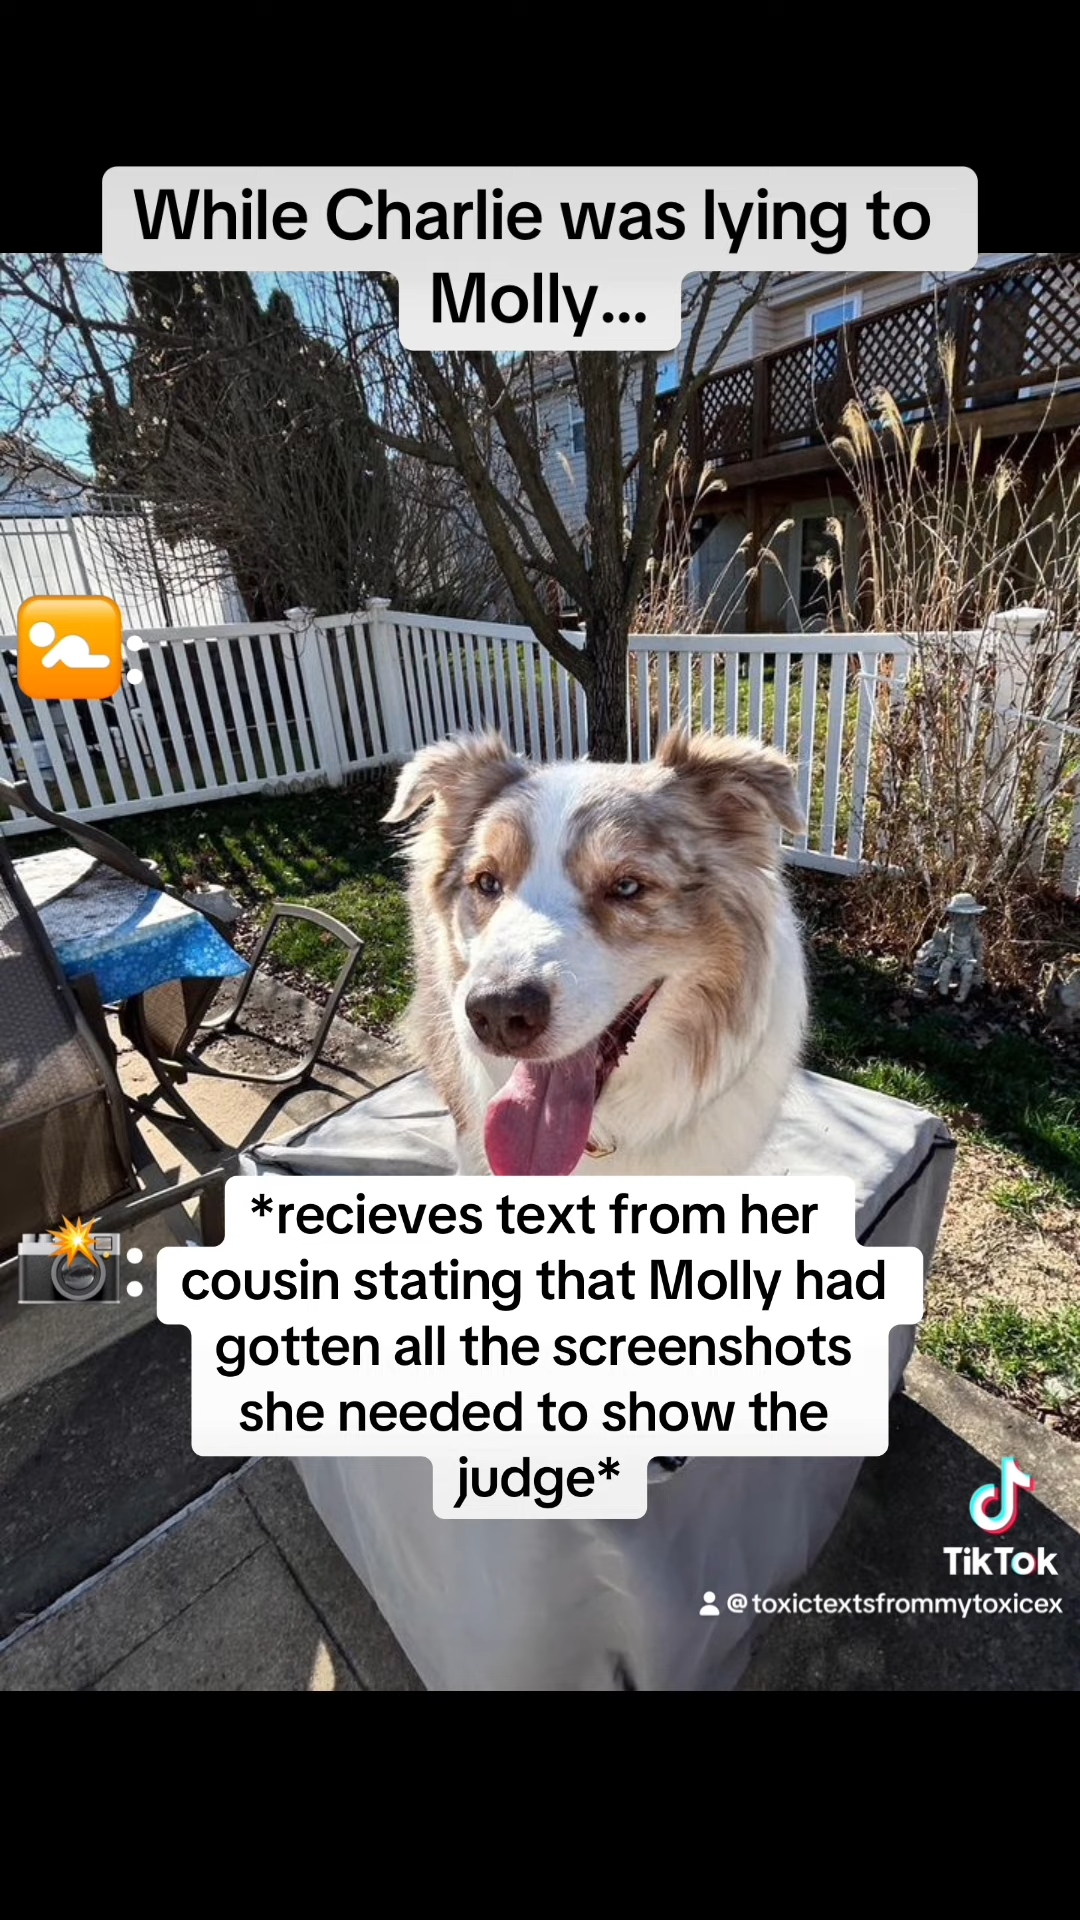 While Charlie was lying to
Molly...
:
:
*recieves text from her
cousin stating that Molly had
gotten all the screenshots
she needed to show the
judge*
TikTok
@toxictextsfrommytoxicex